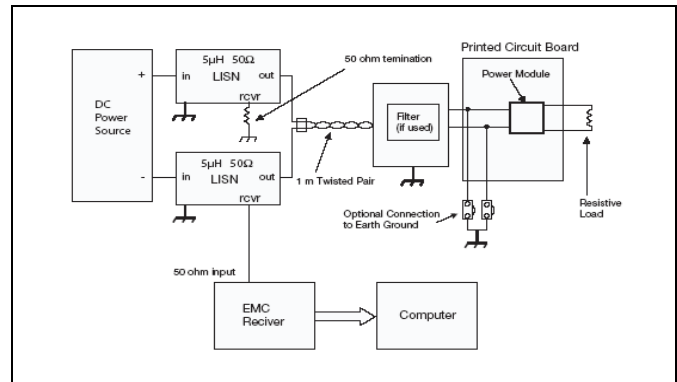 Printed Circuit Board
50 ohm temination
Power Module
5µH 50Ω
LISN
in
out
rcvr
+
DC
Power
Source
-
Filter
(if used)
5µH 50Ω
LISN
in
out
rcvr
1 m Twisted Pair
Optional Connection
to Earth Ground
Resistive
Load
50 ohm input
EMC
Reciver
Computer